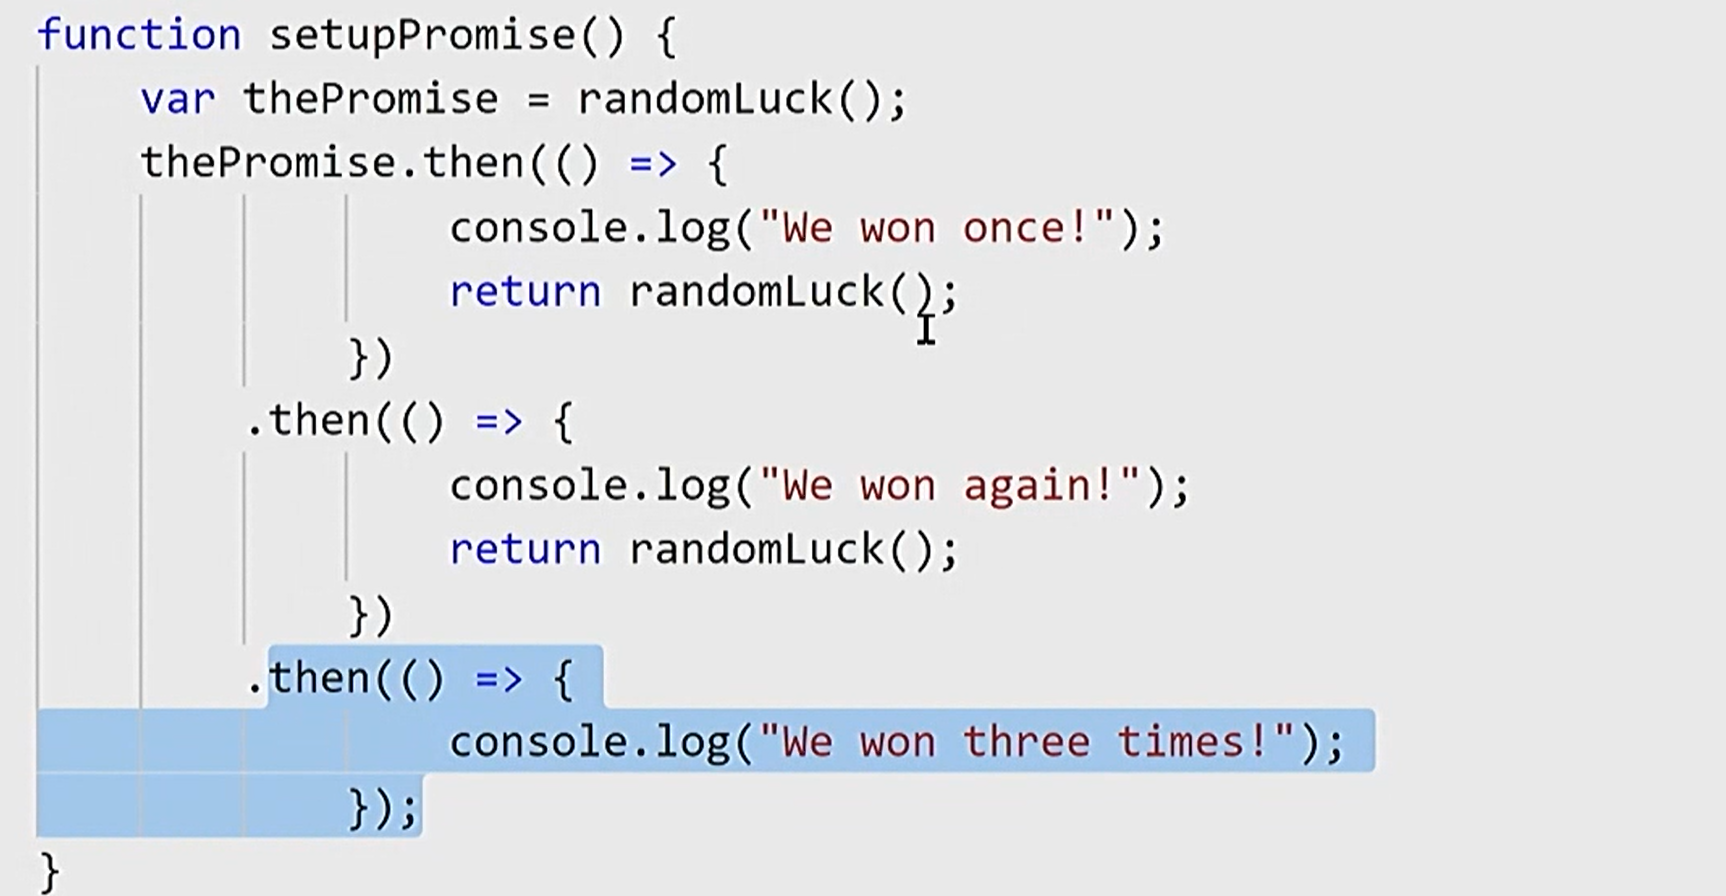 function setupPromise() {
var thePromise = randomLuck();
thePromise.then(() => {
console.log("We won once!");
return randomLuck();
})
.then(() => {
console.log("We won again!");
return randomLuck();
})
.then(() => {
console.log("We won three times!");
});
}